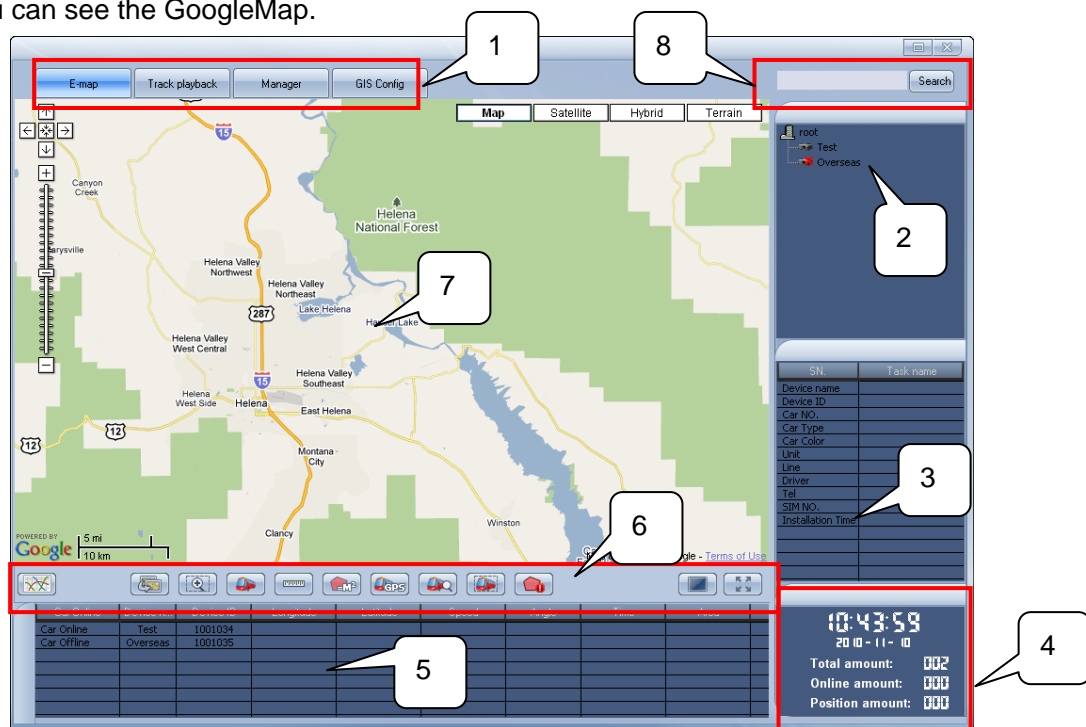 u can see the GoogleMap.
1
8
E-map Track playback Manager GIS Config
Search
Map Satellite Hybrid Terrain
root
Test
Overseas
2
15
Canyon
Creek
Helena
National Forest
Helena Valley
Northwest
7
Helena Valley
Northeast
Lake Helena
287
Lake
Helena Valley
West Central
SN. Task name
Helena Valley
Southeast
15
Device name
Device ID
Car NO.
Car Type
Car Color
Unit
Line
Driver
Tel
SIM NO.
Installation Time
3
Helena
West Side
Helena
East Helena
12
12
Montana
City
Winston
6
Clancy
POWERED BY
Google
5 mi
10 km
- Terms of Use
M²
GPS
Car Online Test 1001034
Car Offline Overseas 1001035
5
10:43:59
2010-11-10
Total amount: 002
Online amount: 000
Position amount: 000
4